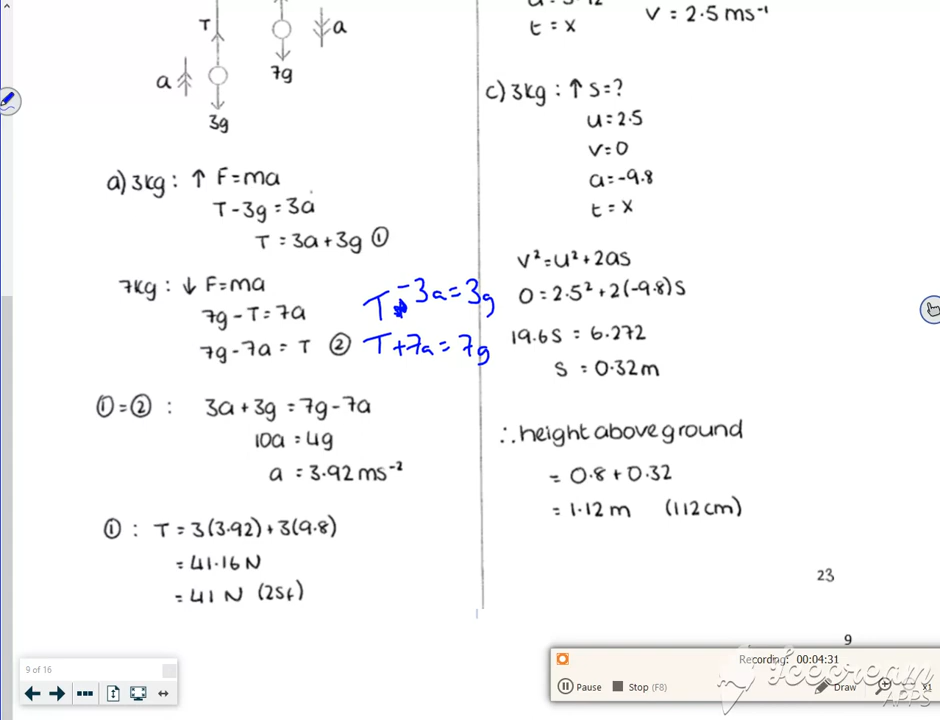 T
a
7g
a
3g
a) 3kg : ↑ F=ma
T-3g = 3a
T = 3a + 3g ①
7kg : ↓ F=ma
7g - T = 7a
7g - 7a = T ②
T - 3a = 3g
T + 7a = 7g
① = ② : 3a + 3g = 7g - 7a
10a = 4g
a = 3.92 ms⁻²
① : T = 3(3.92) + 3(9.8)
= 41.16 N
= 41 N (2sf)
t = x
v = 2.5 ms⁻¹
c) 3kg : ↑ s = ?
u = 2.5
v = 0
a = -9.8
t = x
v² = u² + 2as
0 = 2.5² + 2(-9.8)s
19.6s = 6.272
s = 0.32m
∴ height above ground
= 0.8 + 0.32
= 1.12 m (112 cm)
23
9
9 of 16
Recording: 00:04:31
Pause Stop (F8) Draw x1
Icecream
APPS